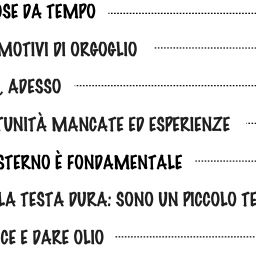 OSE DA TEMPO
MOTIVI DI ORGOGLIO
, ADESSO
TUNITÀ MANCATE ED ESPERIENZE
STERNO È FONDAMENTALE
LA TESTA DURA: SONO UN PICCOLO TE
CE E DARE OLIO